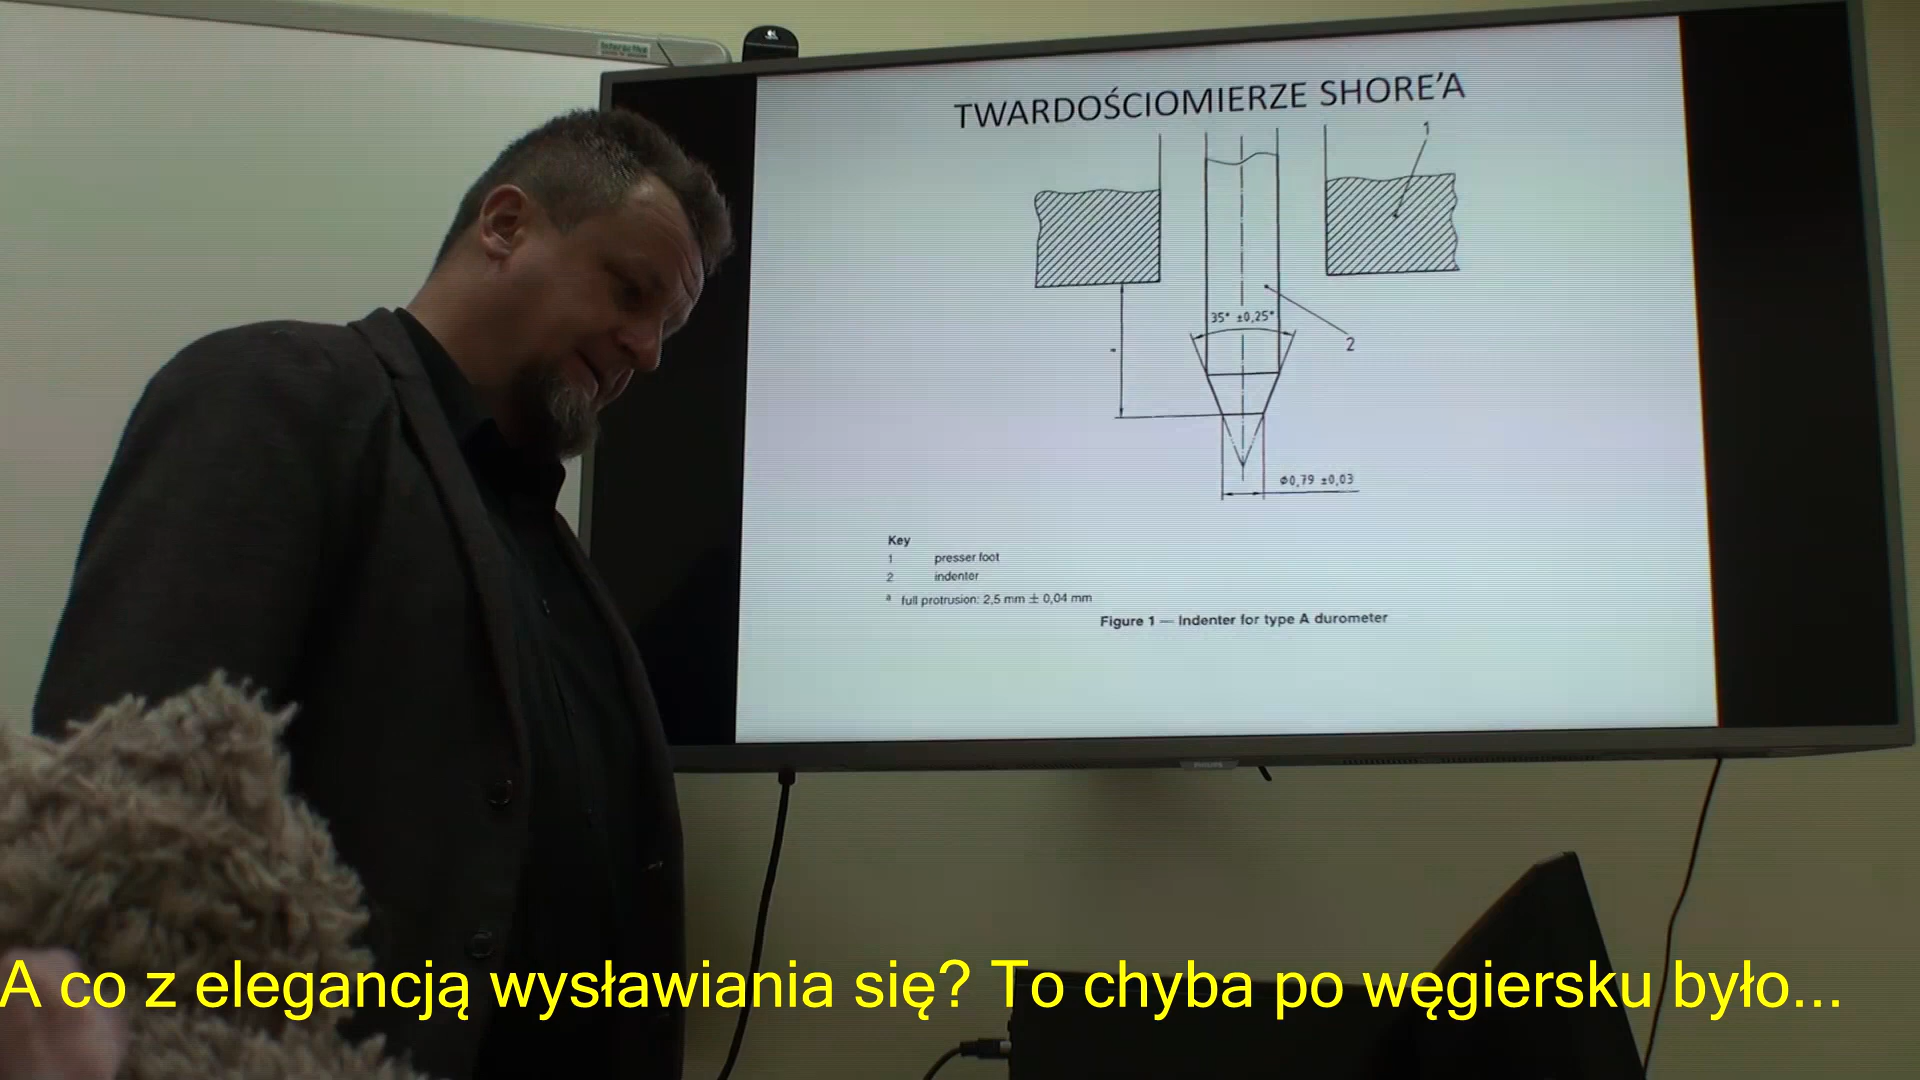 interactive
TWARDOŚCIOMIERZE SHORE'A
1
35° ±0,25°
2
Φ0,79 ±0,03
Key
1 presser foot
2 indenter
a full protrusion: 2,5 mm ± 0,04 mm
Figure 1 — Indenter for type A durometer
PHILIPS
A co z elegancją wysławiania się? To chyba po węgiersku było...